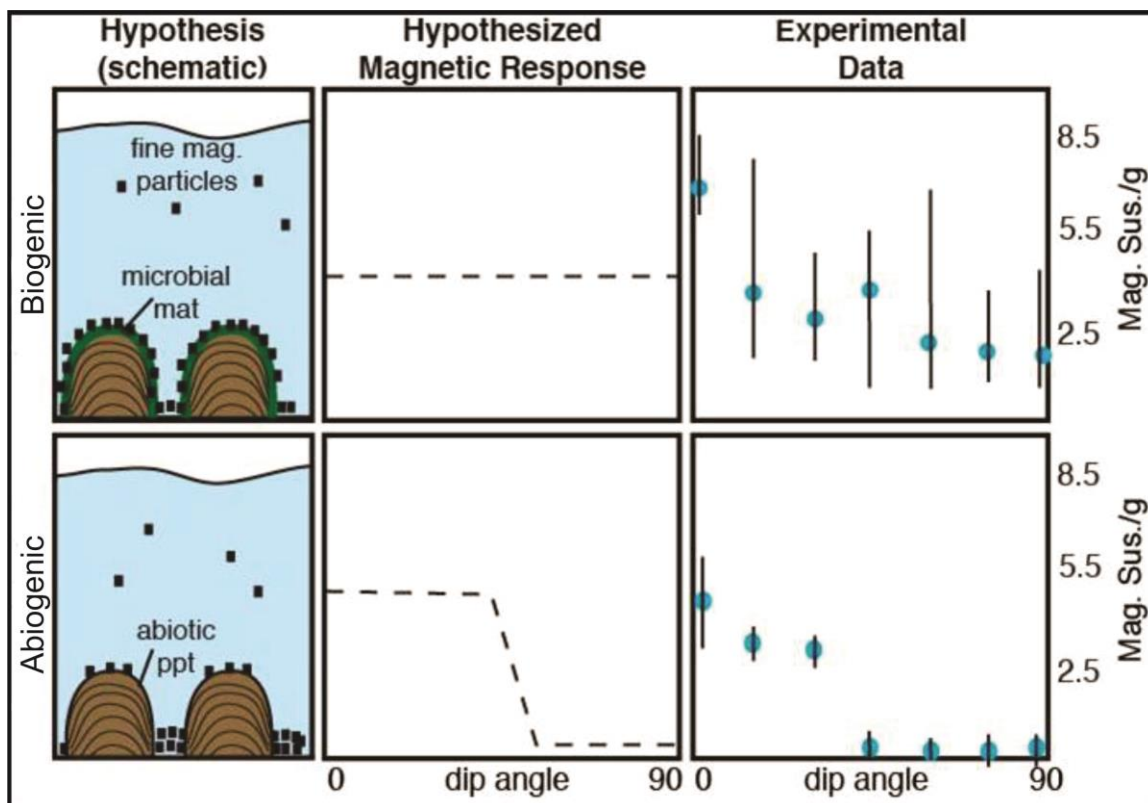 Hypothesis
(schematic)
Hypothesized
Magnetic Response
Experimental
Data
Biogenic
fine mag.
particles
microbial
mat
8.5
5.5
2.5
Mag. Sus./g
Abiogenic
abiotic
ppt
0 dip angle 90
0 dip angle 90
8.5
5.5
2.5
Mag. Sus./g